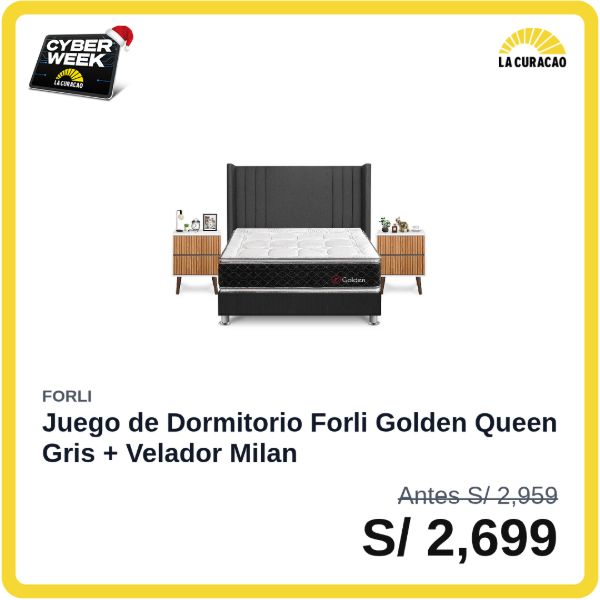 CYBER
WEEK
LA CURACAO
LA CURACAO
Golden
FORLI
Juego de Dormitorio Forli Golden Queen
Gris + Velador Milan
Antes S/ 2,959
S/ 2,699